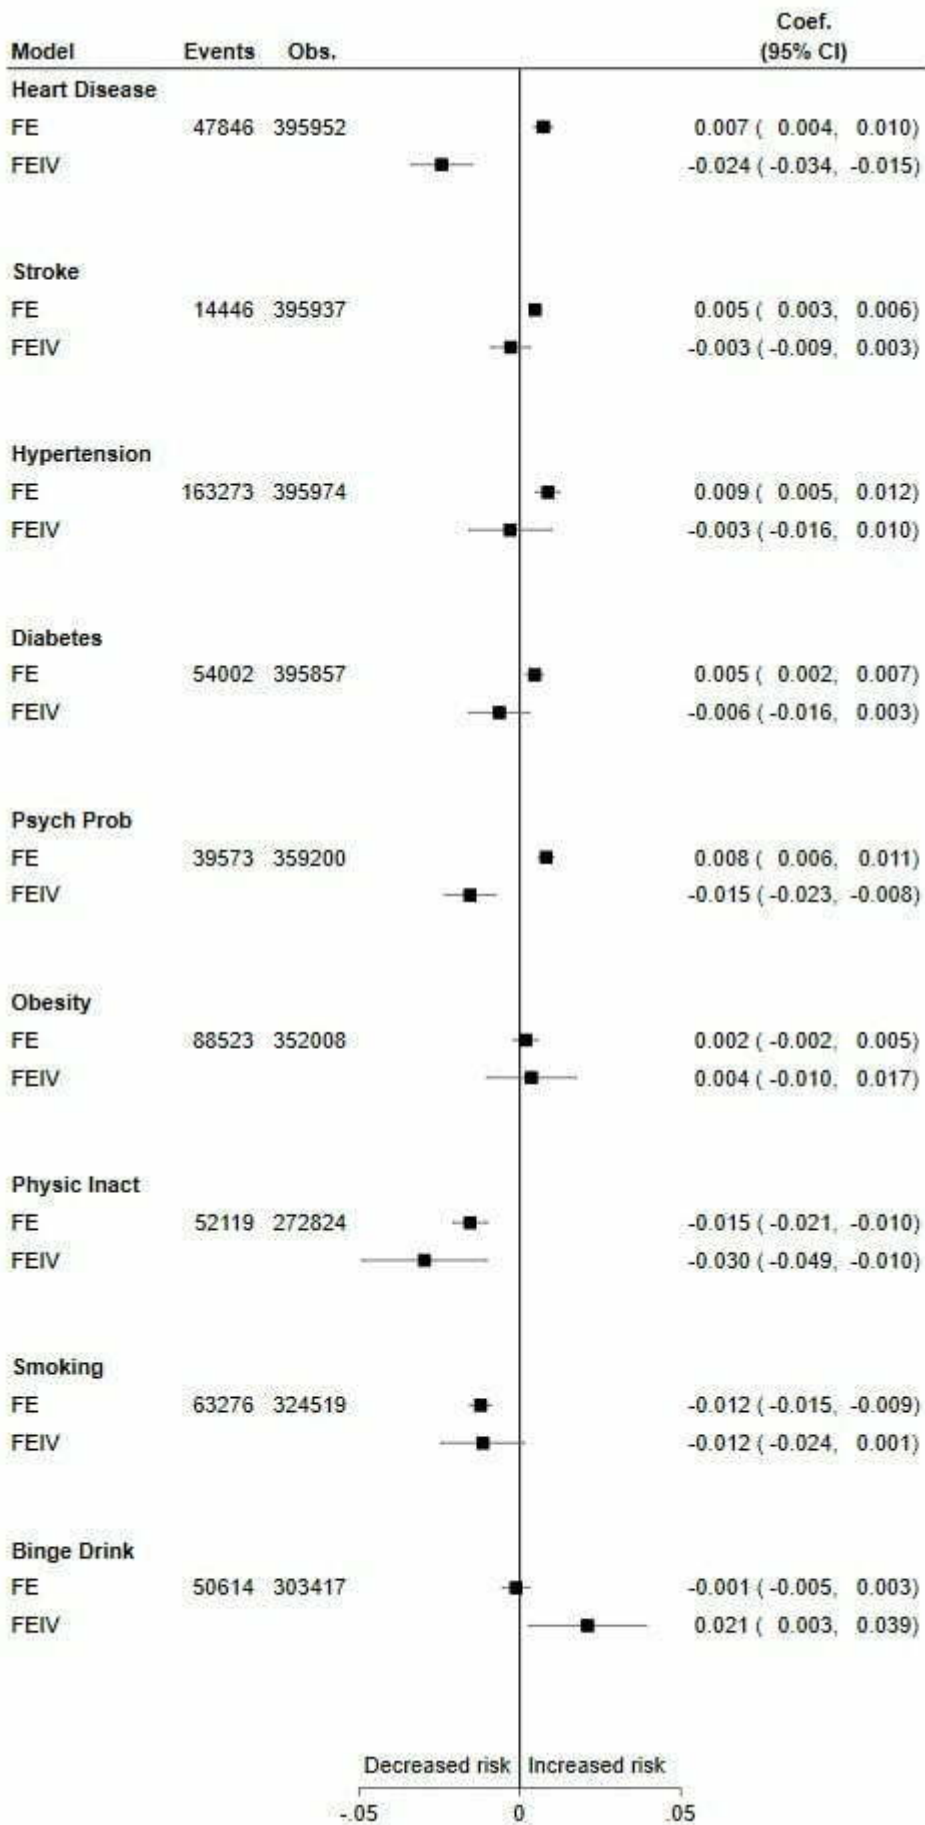 Coef.
Model Events Obs. (95% CI)
Heart Disease
FE 47846 395952 0.007 ( 0.004, 0.010)
FEIV -0.024 ( -0.034, -0.015)
Stroke
FE 14446 395937 0.005 ( 0.003, 0.006)
FEIV -0.003 ( -0.009, 0.003)
Hypertension
FE 163273 395974 0.009 ( 0.005, 0.012)
FEIV -0.003 ( -0.016, 0.010)
Diabetes
FE 54002 395857 0.005 ( 0.002, 0.007)
FEIV -0.006 ( -0.016, 0.003)
Psych Prob
FE 39573 359200 0.008 ( 0.006, 0.011)
FEIV -0.015 ( -0.023, -0.008)
Obesity
FE 88523 352008 0.002 ( -0.002, 0.005)
FEIV 0.004 ( -0.010, 0.017)
Physic Inact
FE 52119 272824 -0.015 ( -0.021, -0.010)
FEIV -0.030 ( -0.049, -0.010)
Smoking
FE 63276 324519 -0.012 ( -0.015, -0.009)
FEIV -0.012 ( -0.024, 0.001)
Binge Drink
FE 50614 303417 -0.001 ( -0.005, 0.003)
FEIV 0.021 ( 0.003, 0.039)
Decreased risk Increased risk
-.05 0 .05